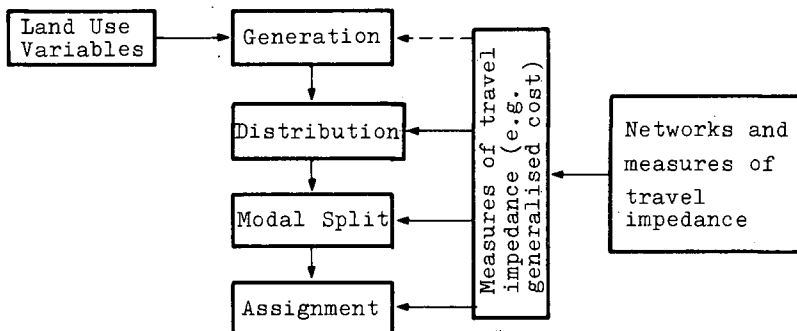 Land Use
Variables
Generation
Distribution
Modal Split
Assignment
Measures of travel
impedance (e.g.
generalised cost)
Networks and
measures of
travel
impedance